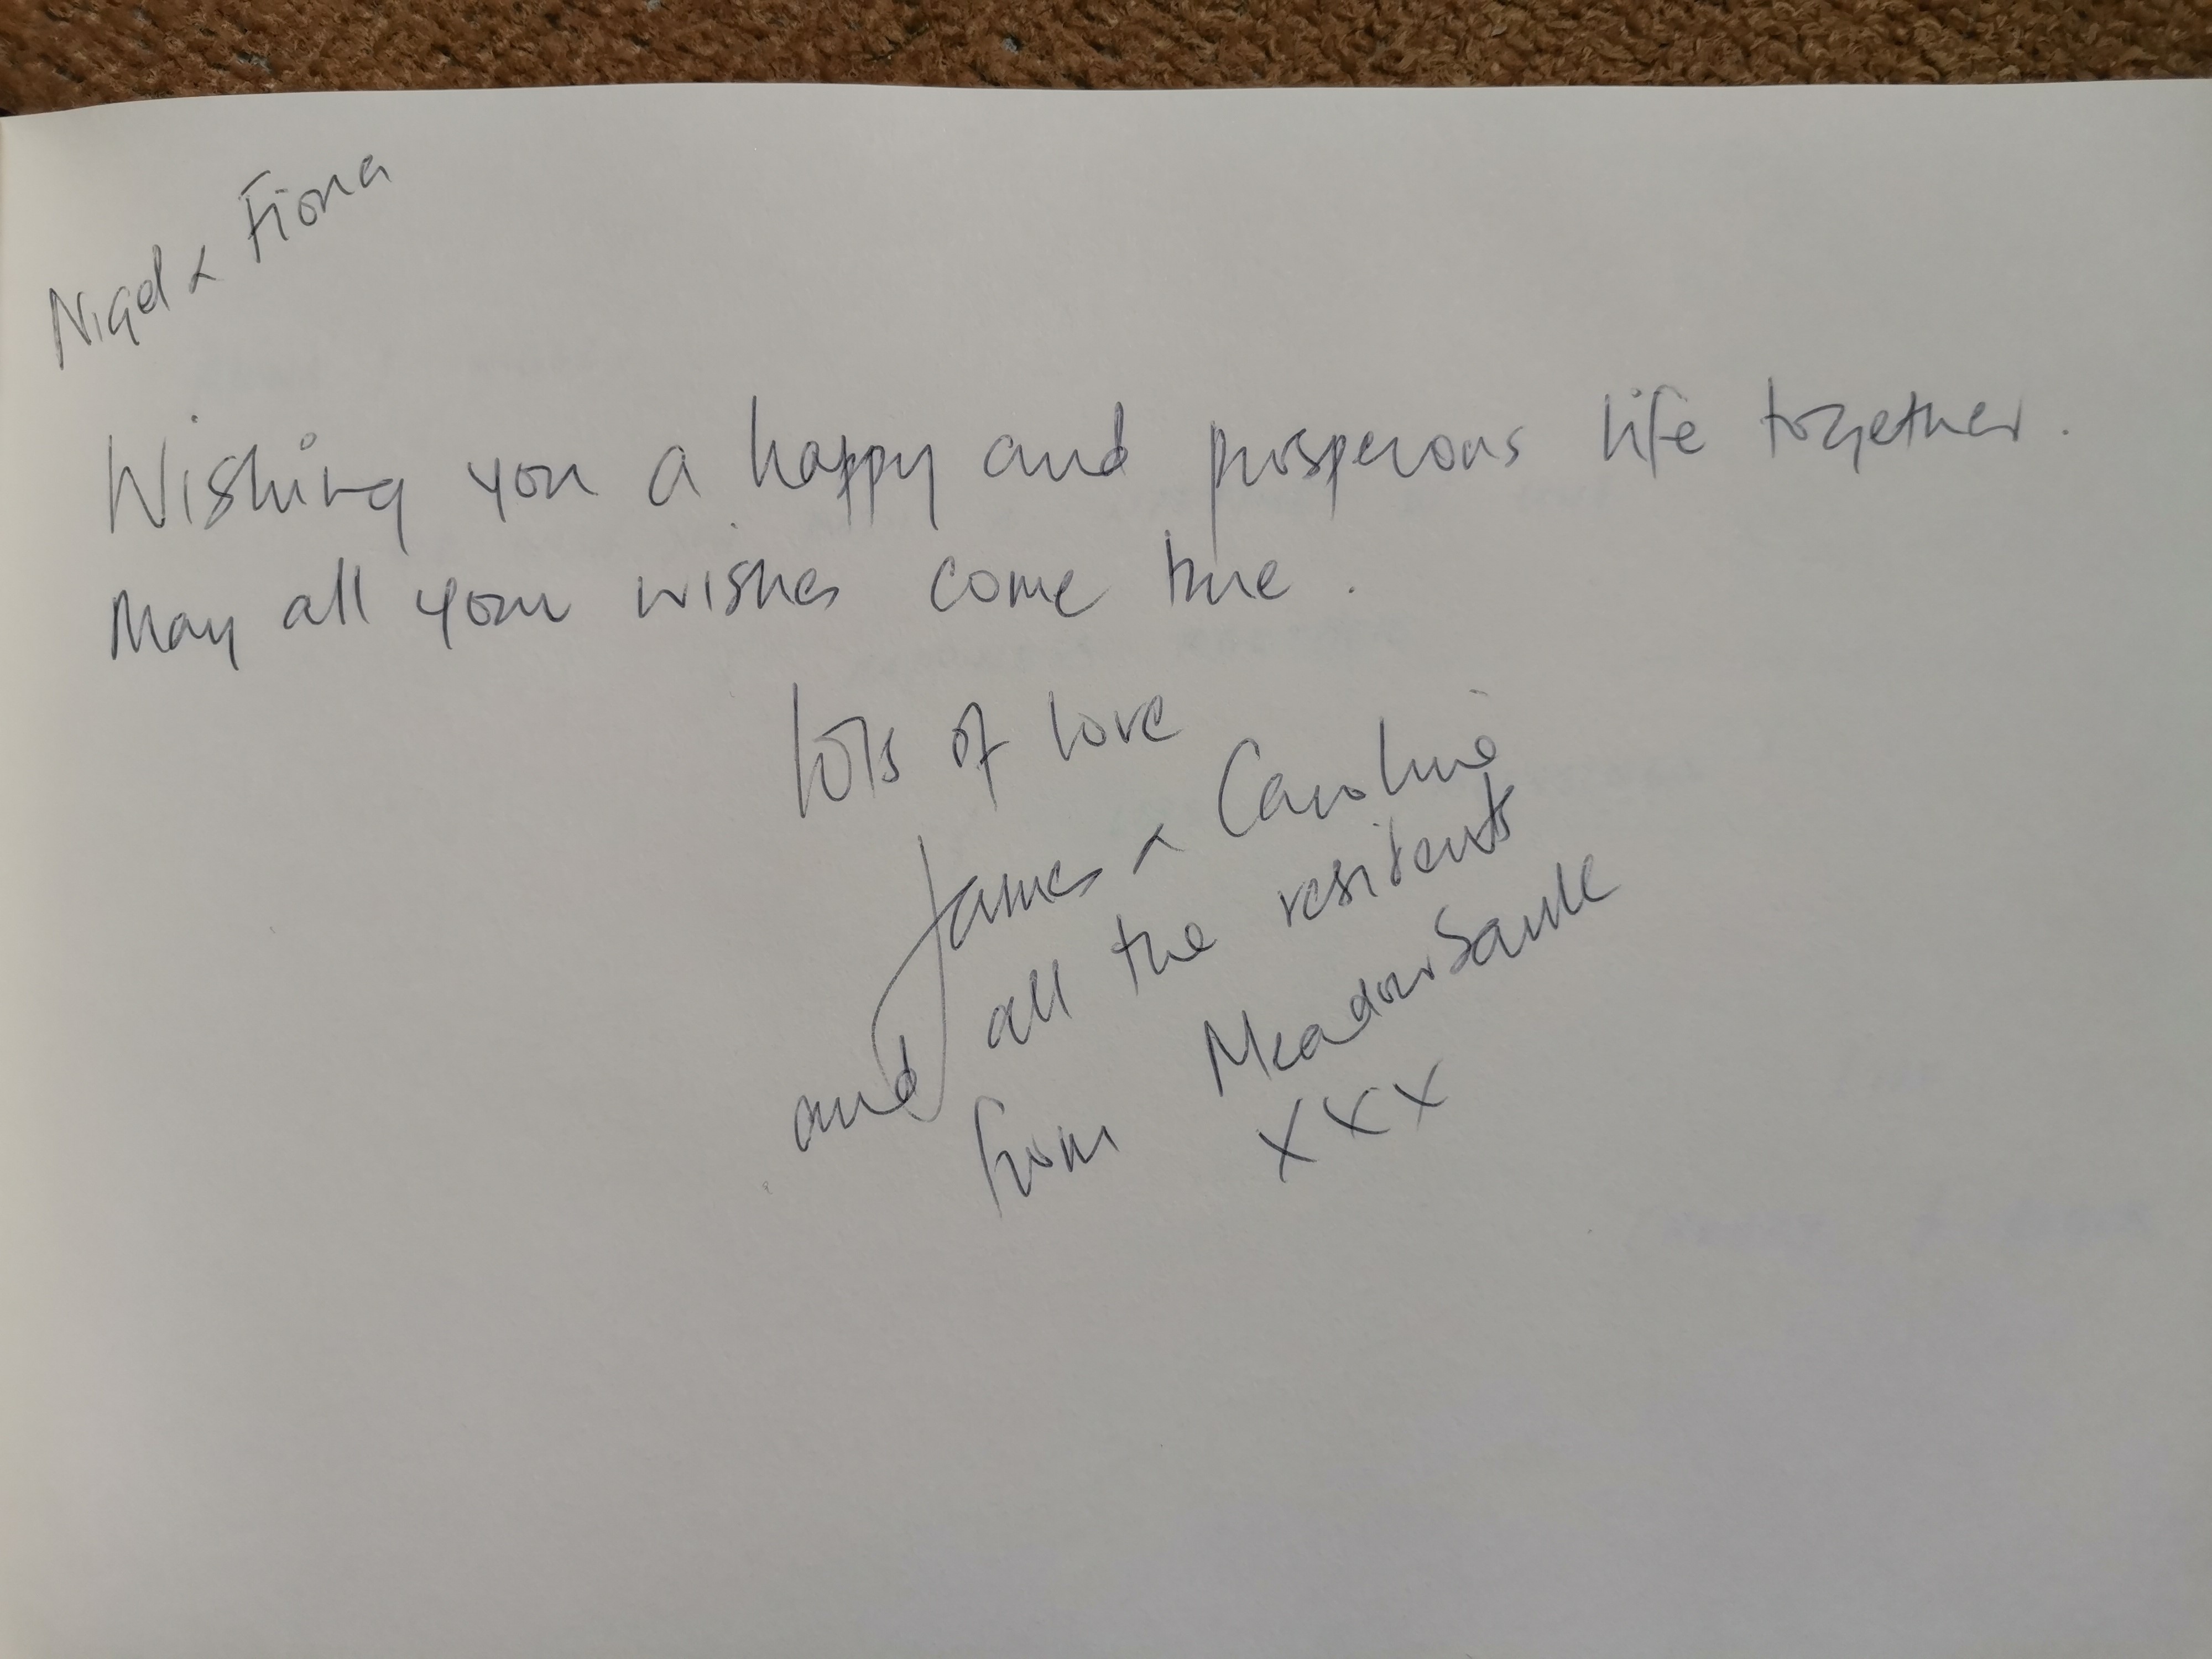 Nigel & Fiona
Wishing you a happy and prosperous life together.
May all your wishes come true.
lots of love
James & Caroline
and all the residents
from Meadowbank
xxx